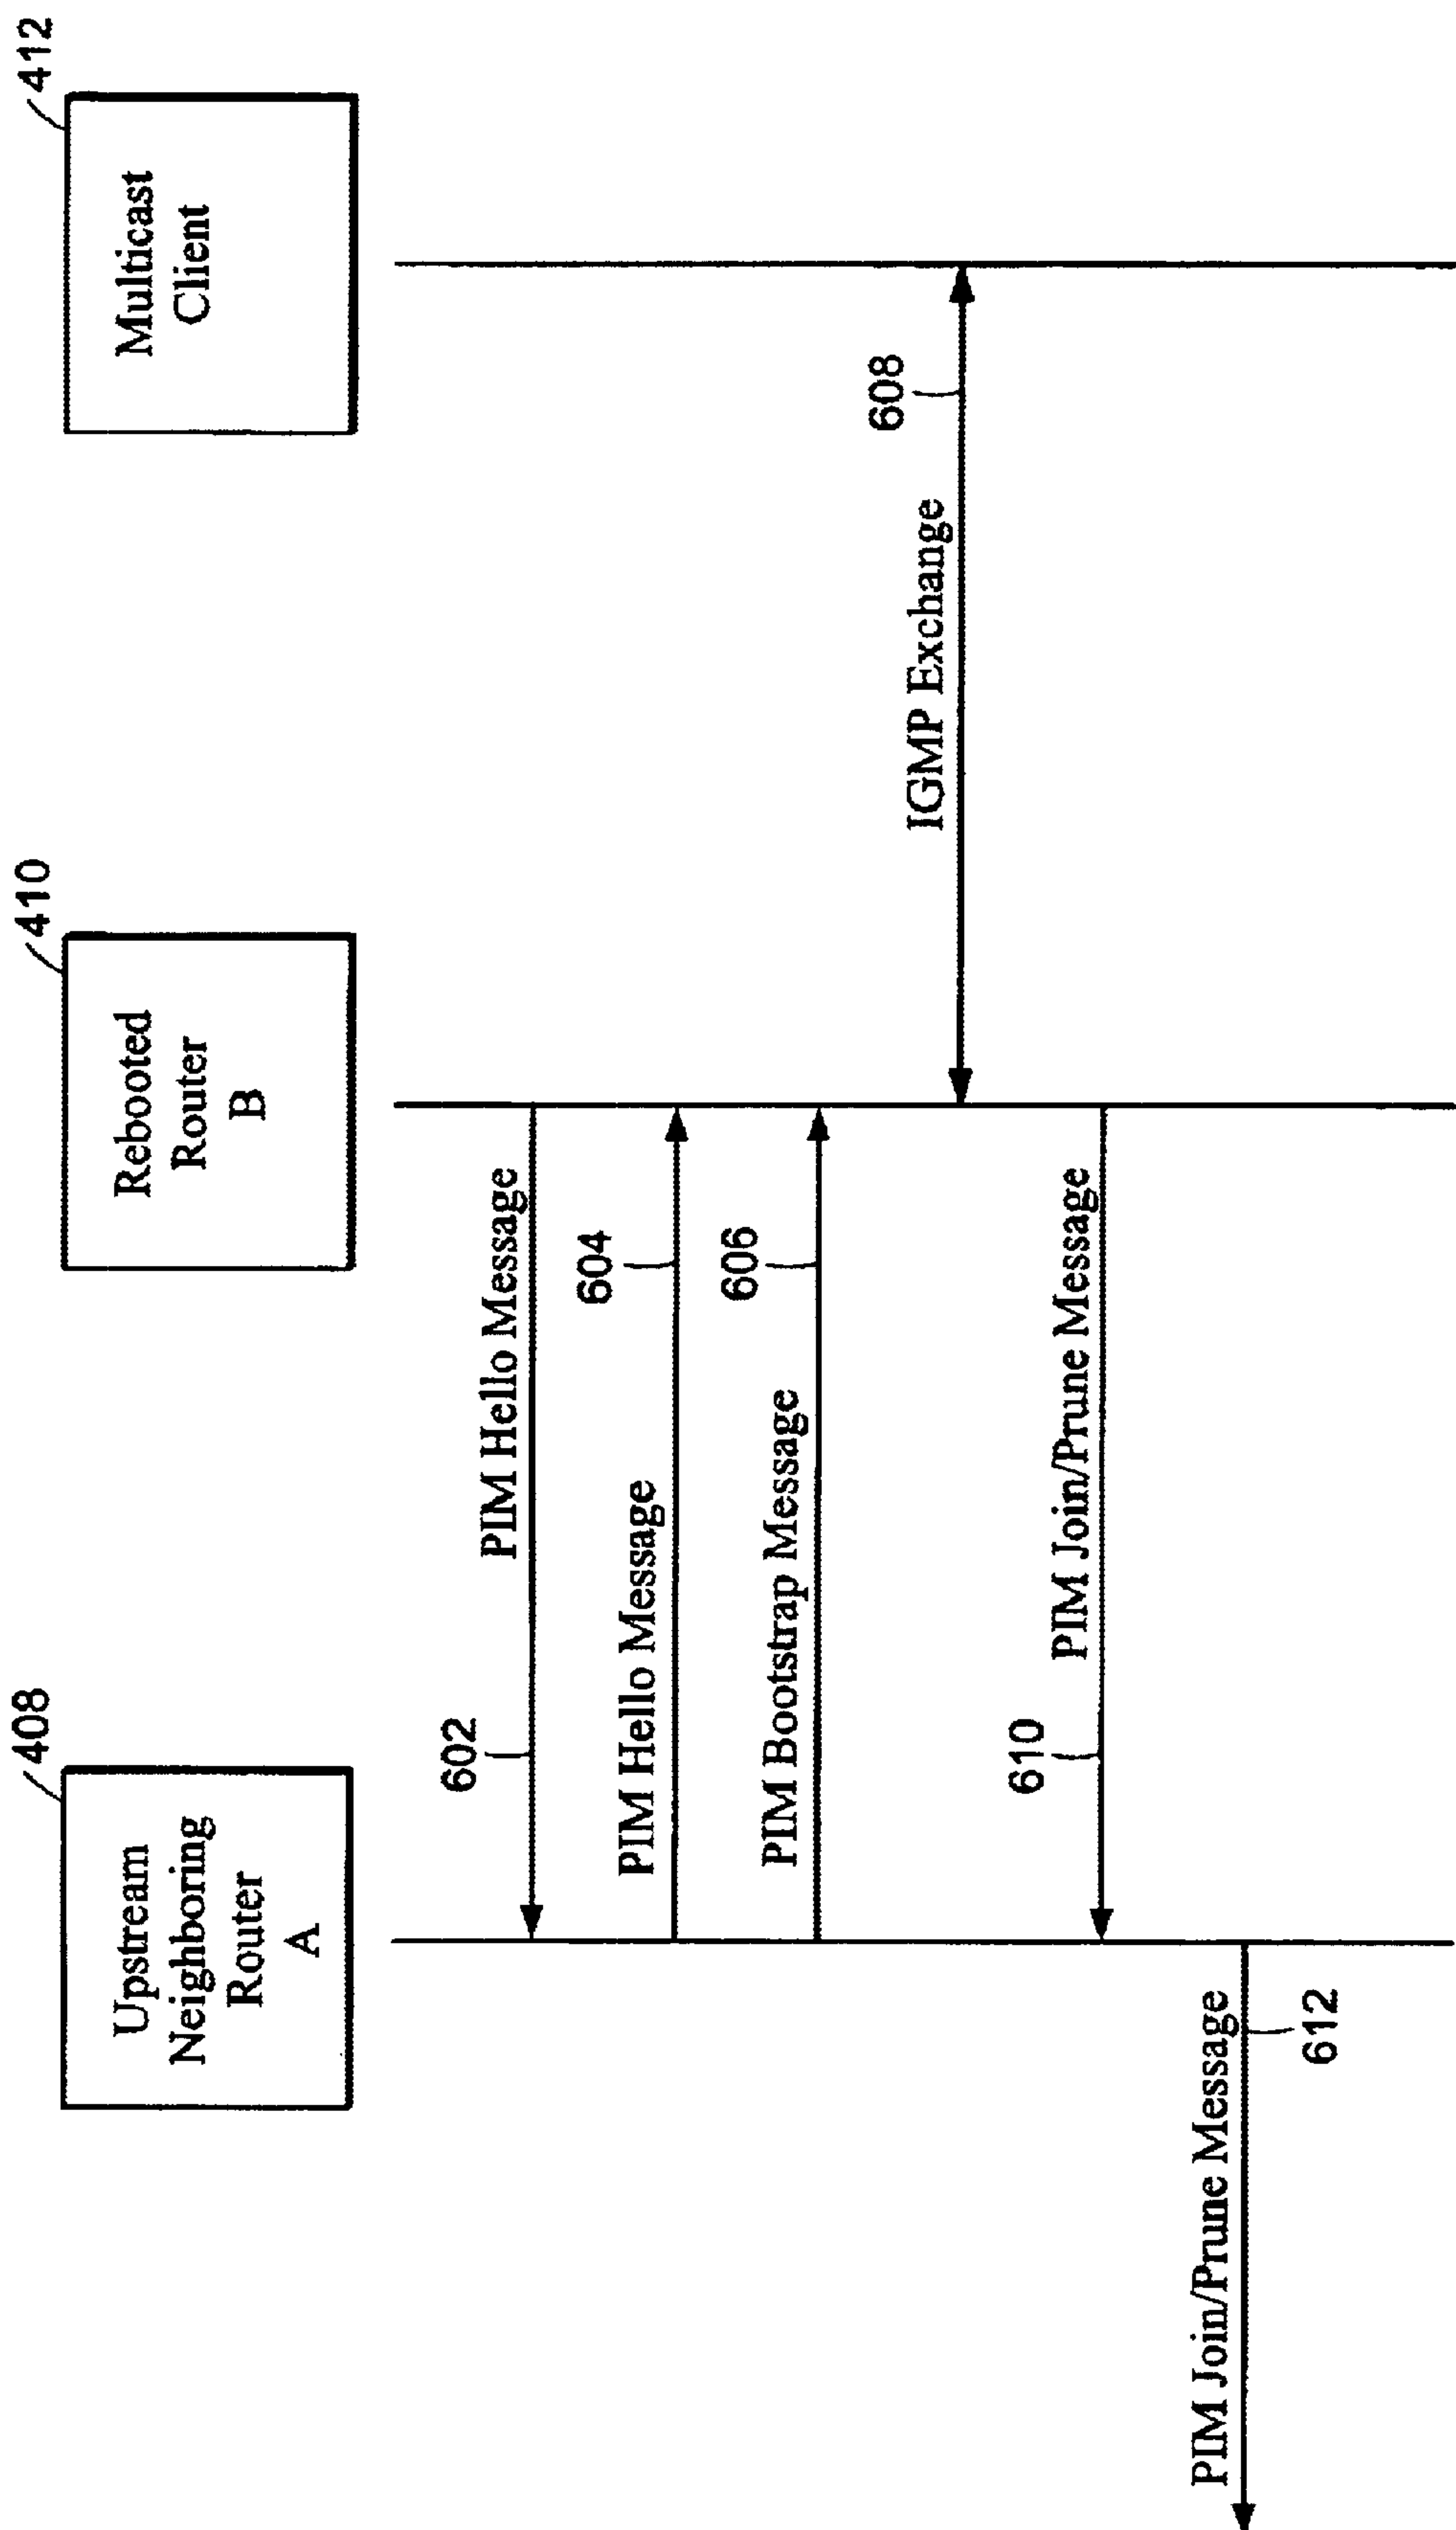 408
Upstream
Neighboring
Router
A
410
Rebooted
Router
B
412
Multicast
Client
602
PIM Hello Message
PIM Hello Message
604
PIM Bootstrap Message
606
IGMP Exchange
608
610
PIM Join/Prune Message
PIM Join/Prune Message
612